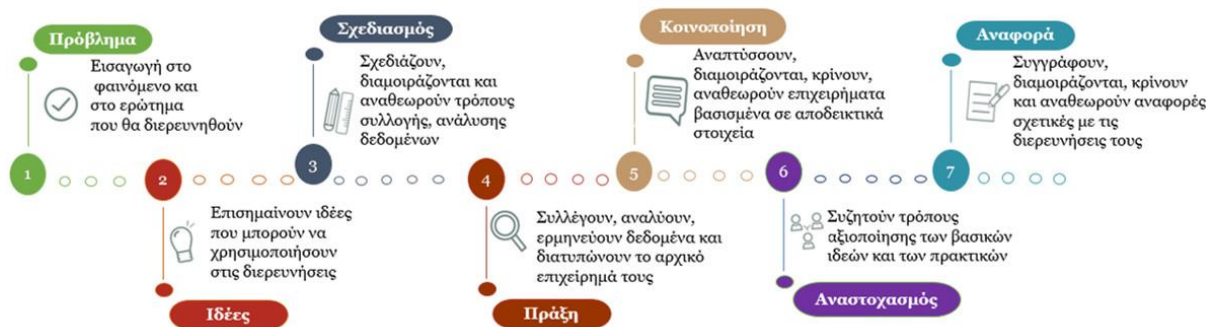 Πρόβλημα
Εισαγωγή στο
φαινόμενο και
στο ερώτημα
που θα διερευνηθούν
1
2
Επισημαίνουν ιδέες
που μπορούν να
χρησιμοποιήσουν
στις διερευνήσεις
Ιδέες
Σχεδιασμός
Σχεδιάζουν,
διαμοιράζονται και
αναθεωρούν τρόπους
συλλογής, ανάλυσης
δεδομένων
3
4
Συλλέγουν, αναλύουν,
ερμηνεύουν δεδομένα και
διατυπώνουν το αρχικό
επιχείρημά τους
Πράξη
Κοινοποίηση
Αναπτύσσουν,
διαμοιράζονται, κρίνουν,
αναθεωρούν επιχειρήματα
βασισμένα σε αποδεικτικά
στοιχεία
5
6
Συζητούν τρόπους
αξιοποίησης των βασικών
ιδεών και των πρακτικών
Αναστοχασμός
Αναφορά
Συγγράφουν,
διαμοιράζονται, κρίνουν
και αναθεωρούν αναφορές
σχετικές με τις
διερευνήσεις τους
7